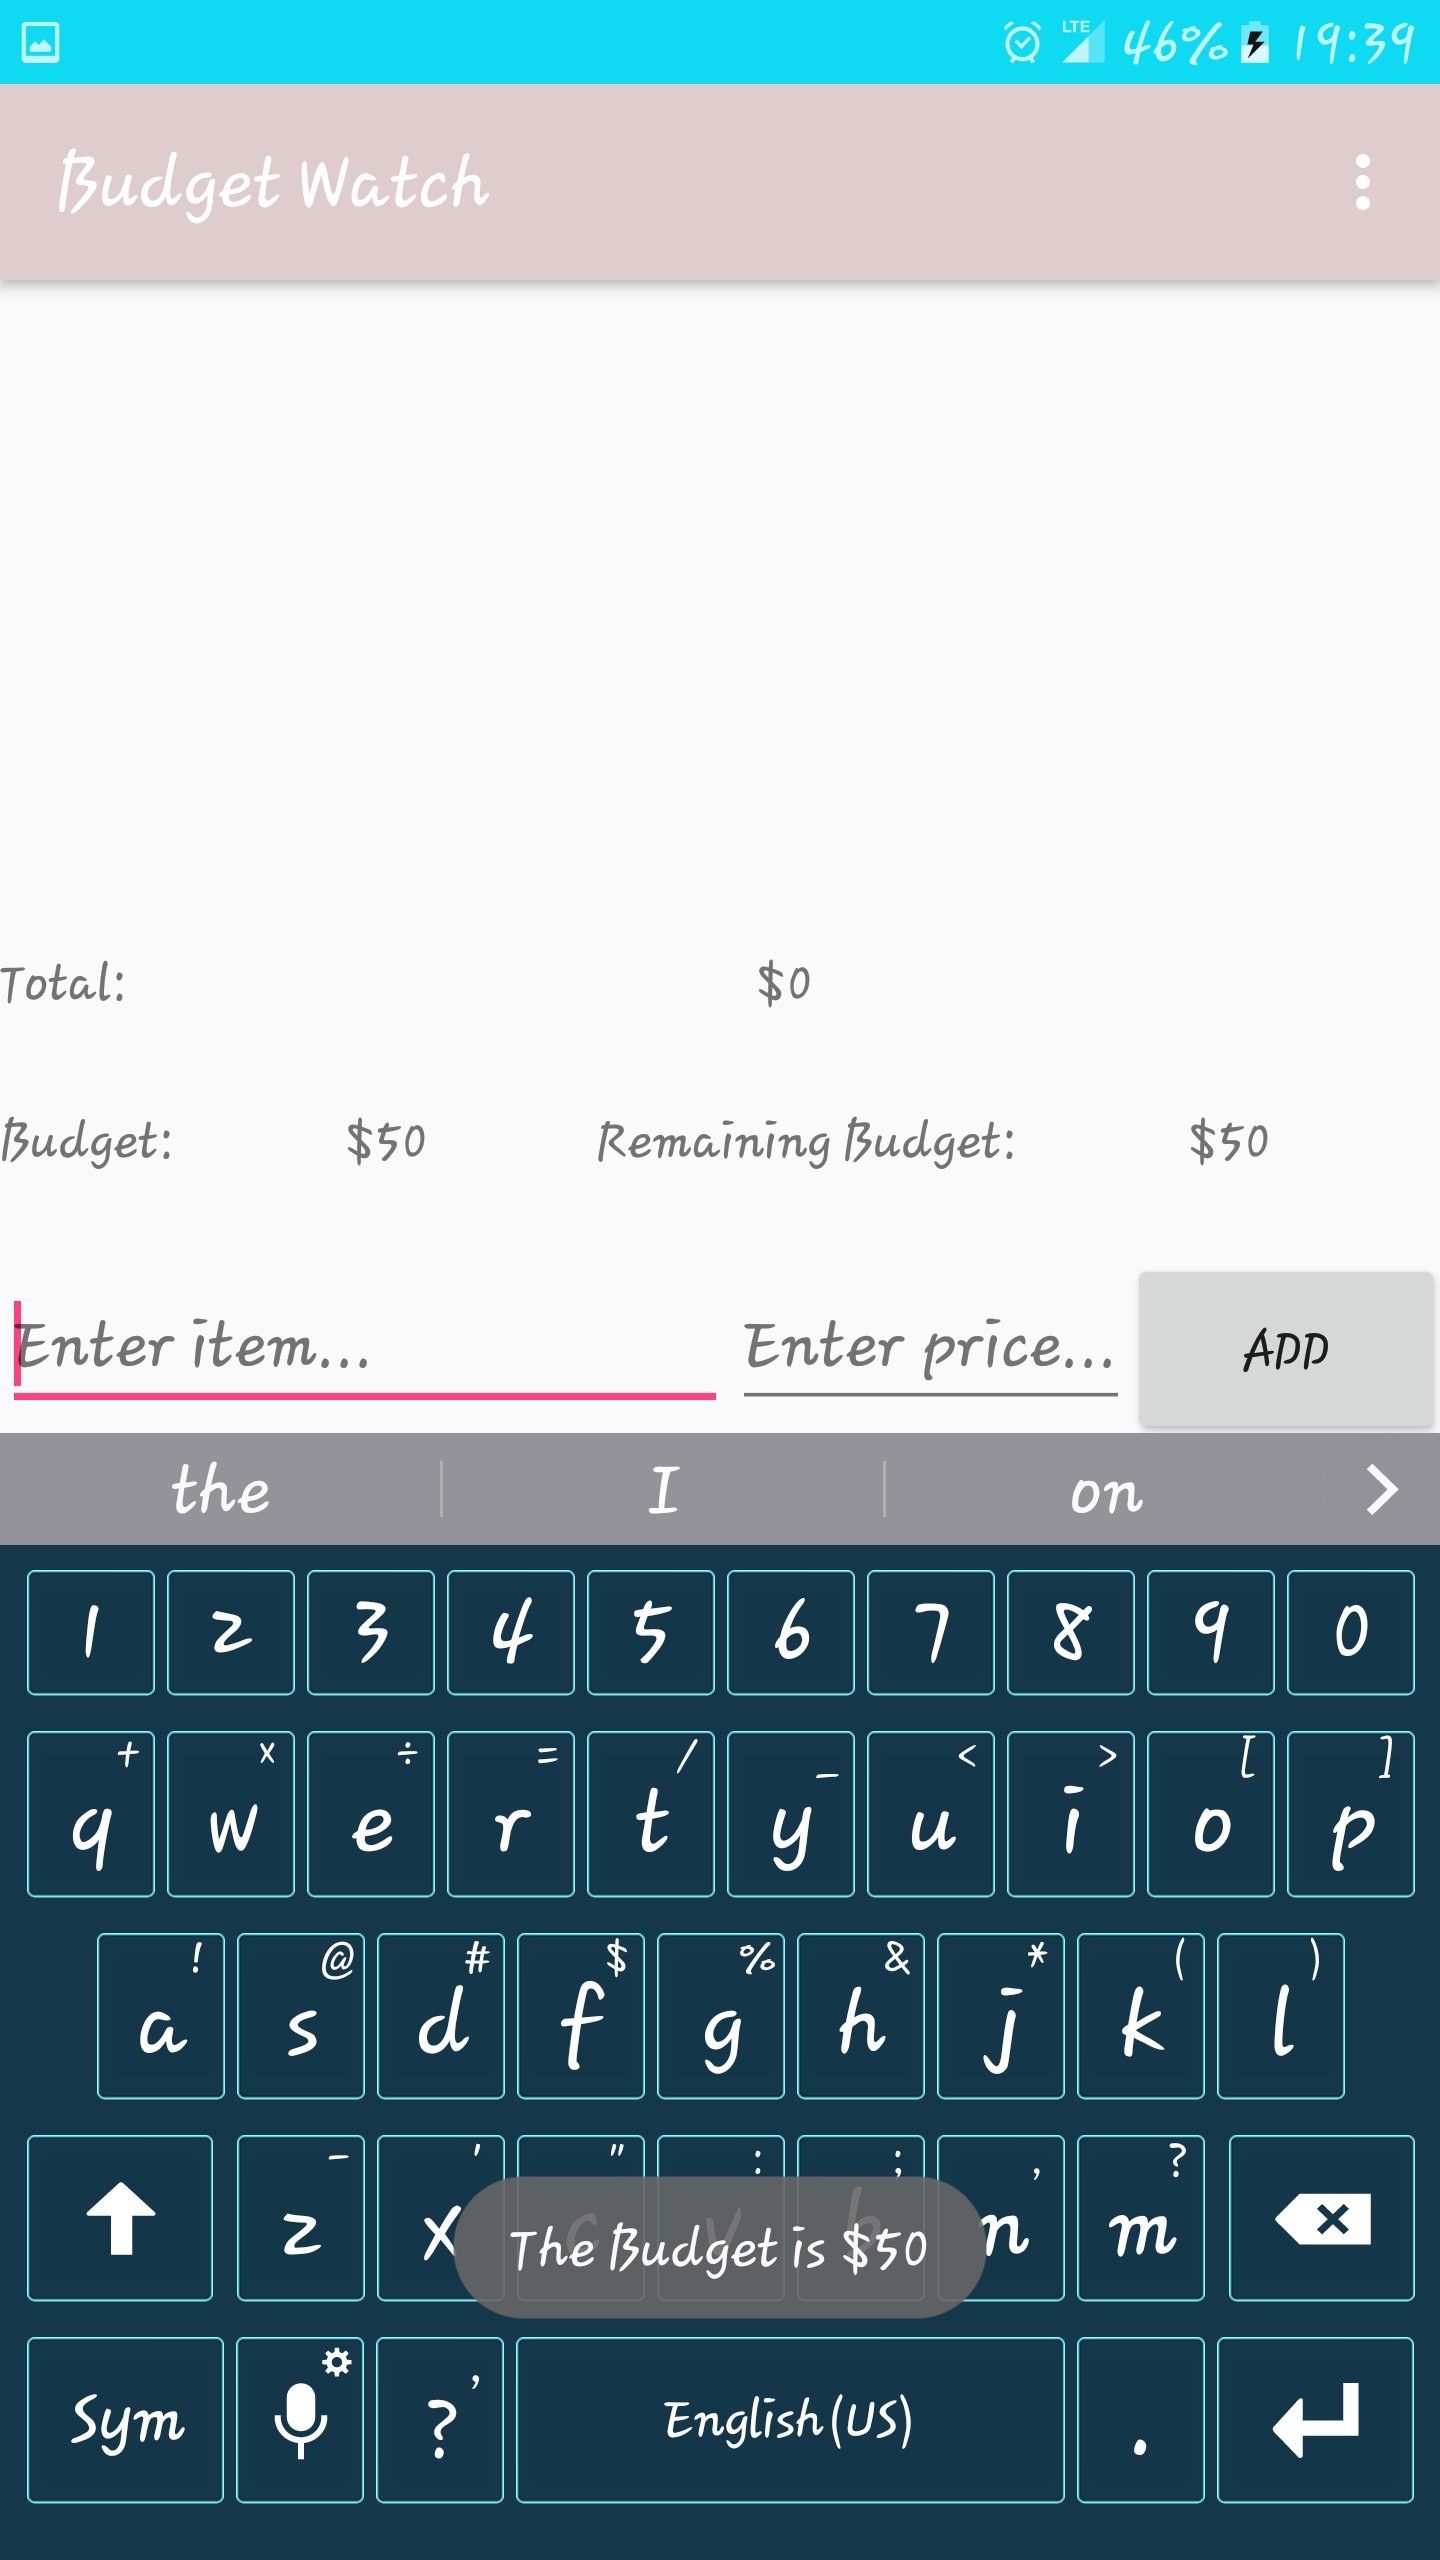 LTE 46% 19:39
Budget Watch
Total: $0
Budget: $50 Remaining Budget: $50
Enter item... Enter price... ADD
the I on
1 2 3 4 5 6 7 8 9 0
+ × ÷ = / _ < > [ ]
q w e r t y u i o p
! @ # $ % & * ( )
a s d f g h j k l
- ' " : ; , ?
z x c v b n m
The Budget is $50
Sym ? , English(US) .